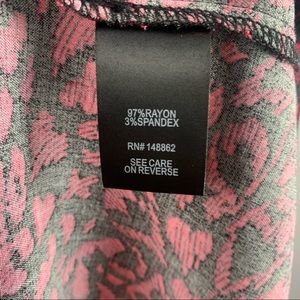 97%RAYON
3%SPANDEX
RN# 148862
SEE CARE
ON REVERSE